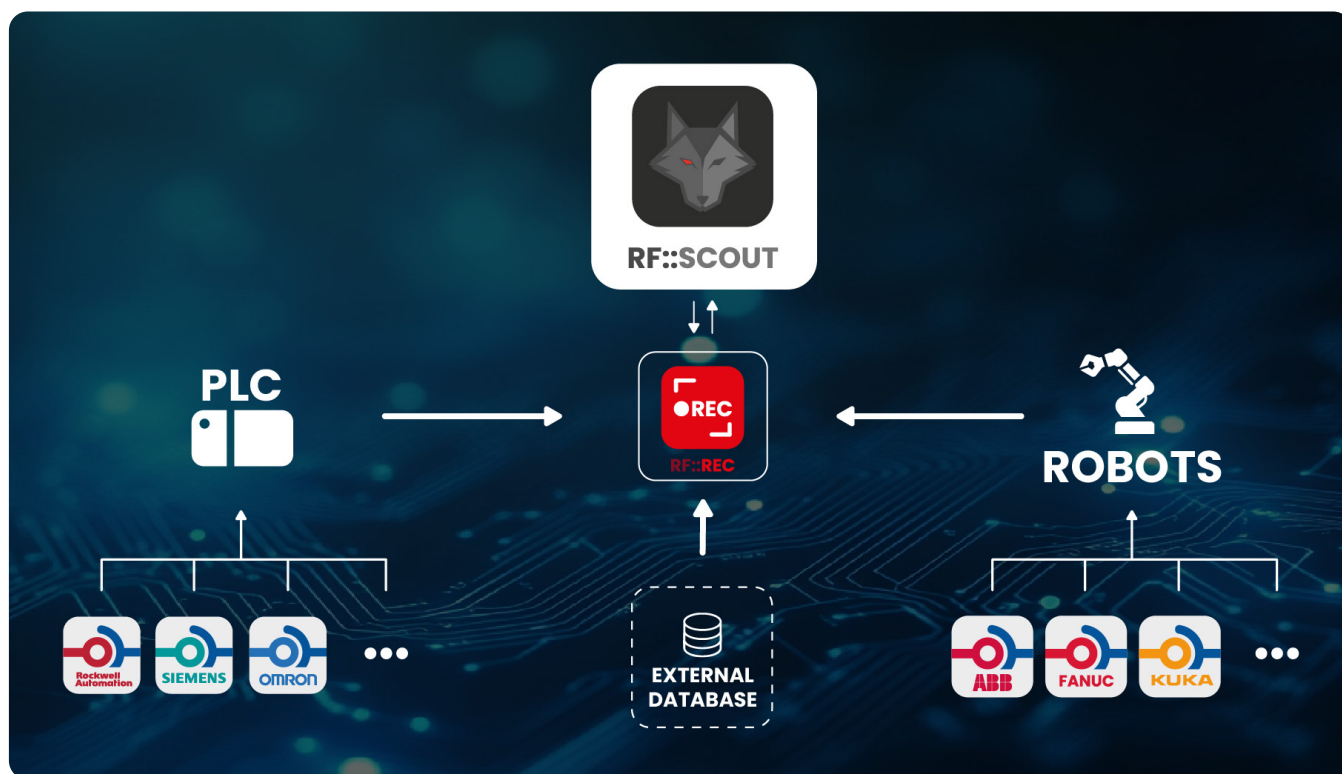 RF::SCOUT
PLC
REC
RF::REC
ROBOTS
Rockwell
Automation
SIEMENS
OMRON
•••
EXTERNAL
DATABASE
ABB
FANUC
KUKA
•••